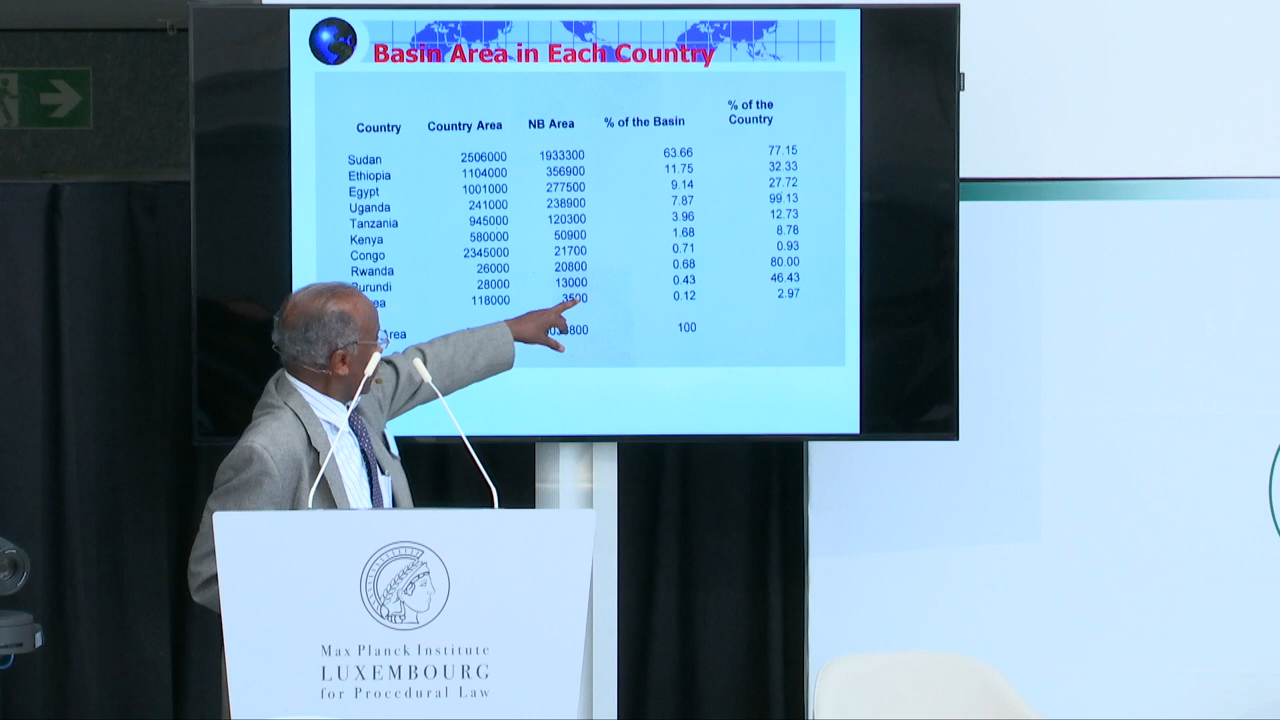 Basin Area in Each Country
Country Country Area NB Area % of the Basin % of the Country
Sudan 2506000 1933300 63.66 77.15
Ethiopia 1104000 356900 11.75 32.33
Egypt 1001000 277500 9.14 27.72
Uganda 241000 238900 7.87 99.13
Tanzania 945000 120300 3.96 12.73
Kenya 580000 50900 1.68 8.78
Congo 2345000 21700 0.71 0.93
Rwanda 26000 20800 0.68 80.00
Burundi 28000 13000 0.43 46.43
118000 3500 0.12 2.97
Area 100
Max Planck Institute
LUXEMBOURG
for Procedural Law